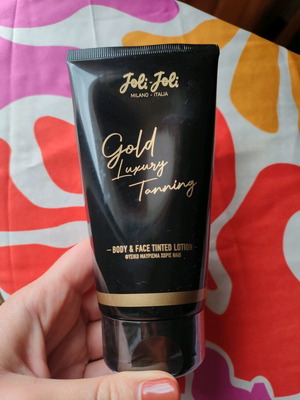 Joli Joli
MILANO - ITALIA
Gold
Luxury
Tanning
BODY & FACE TINTED LOTION
ΦΥΣΙΚΟ ΜΑΥΡΙΣΜΑ ΧΩΡΙΣ ΗΛΙΟ